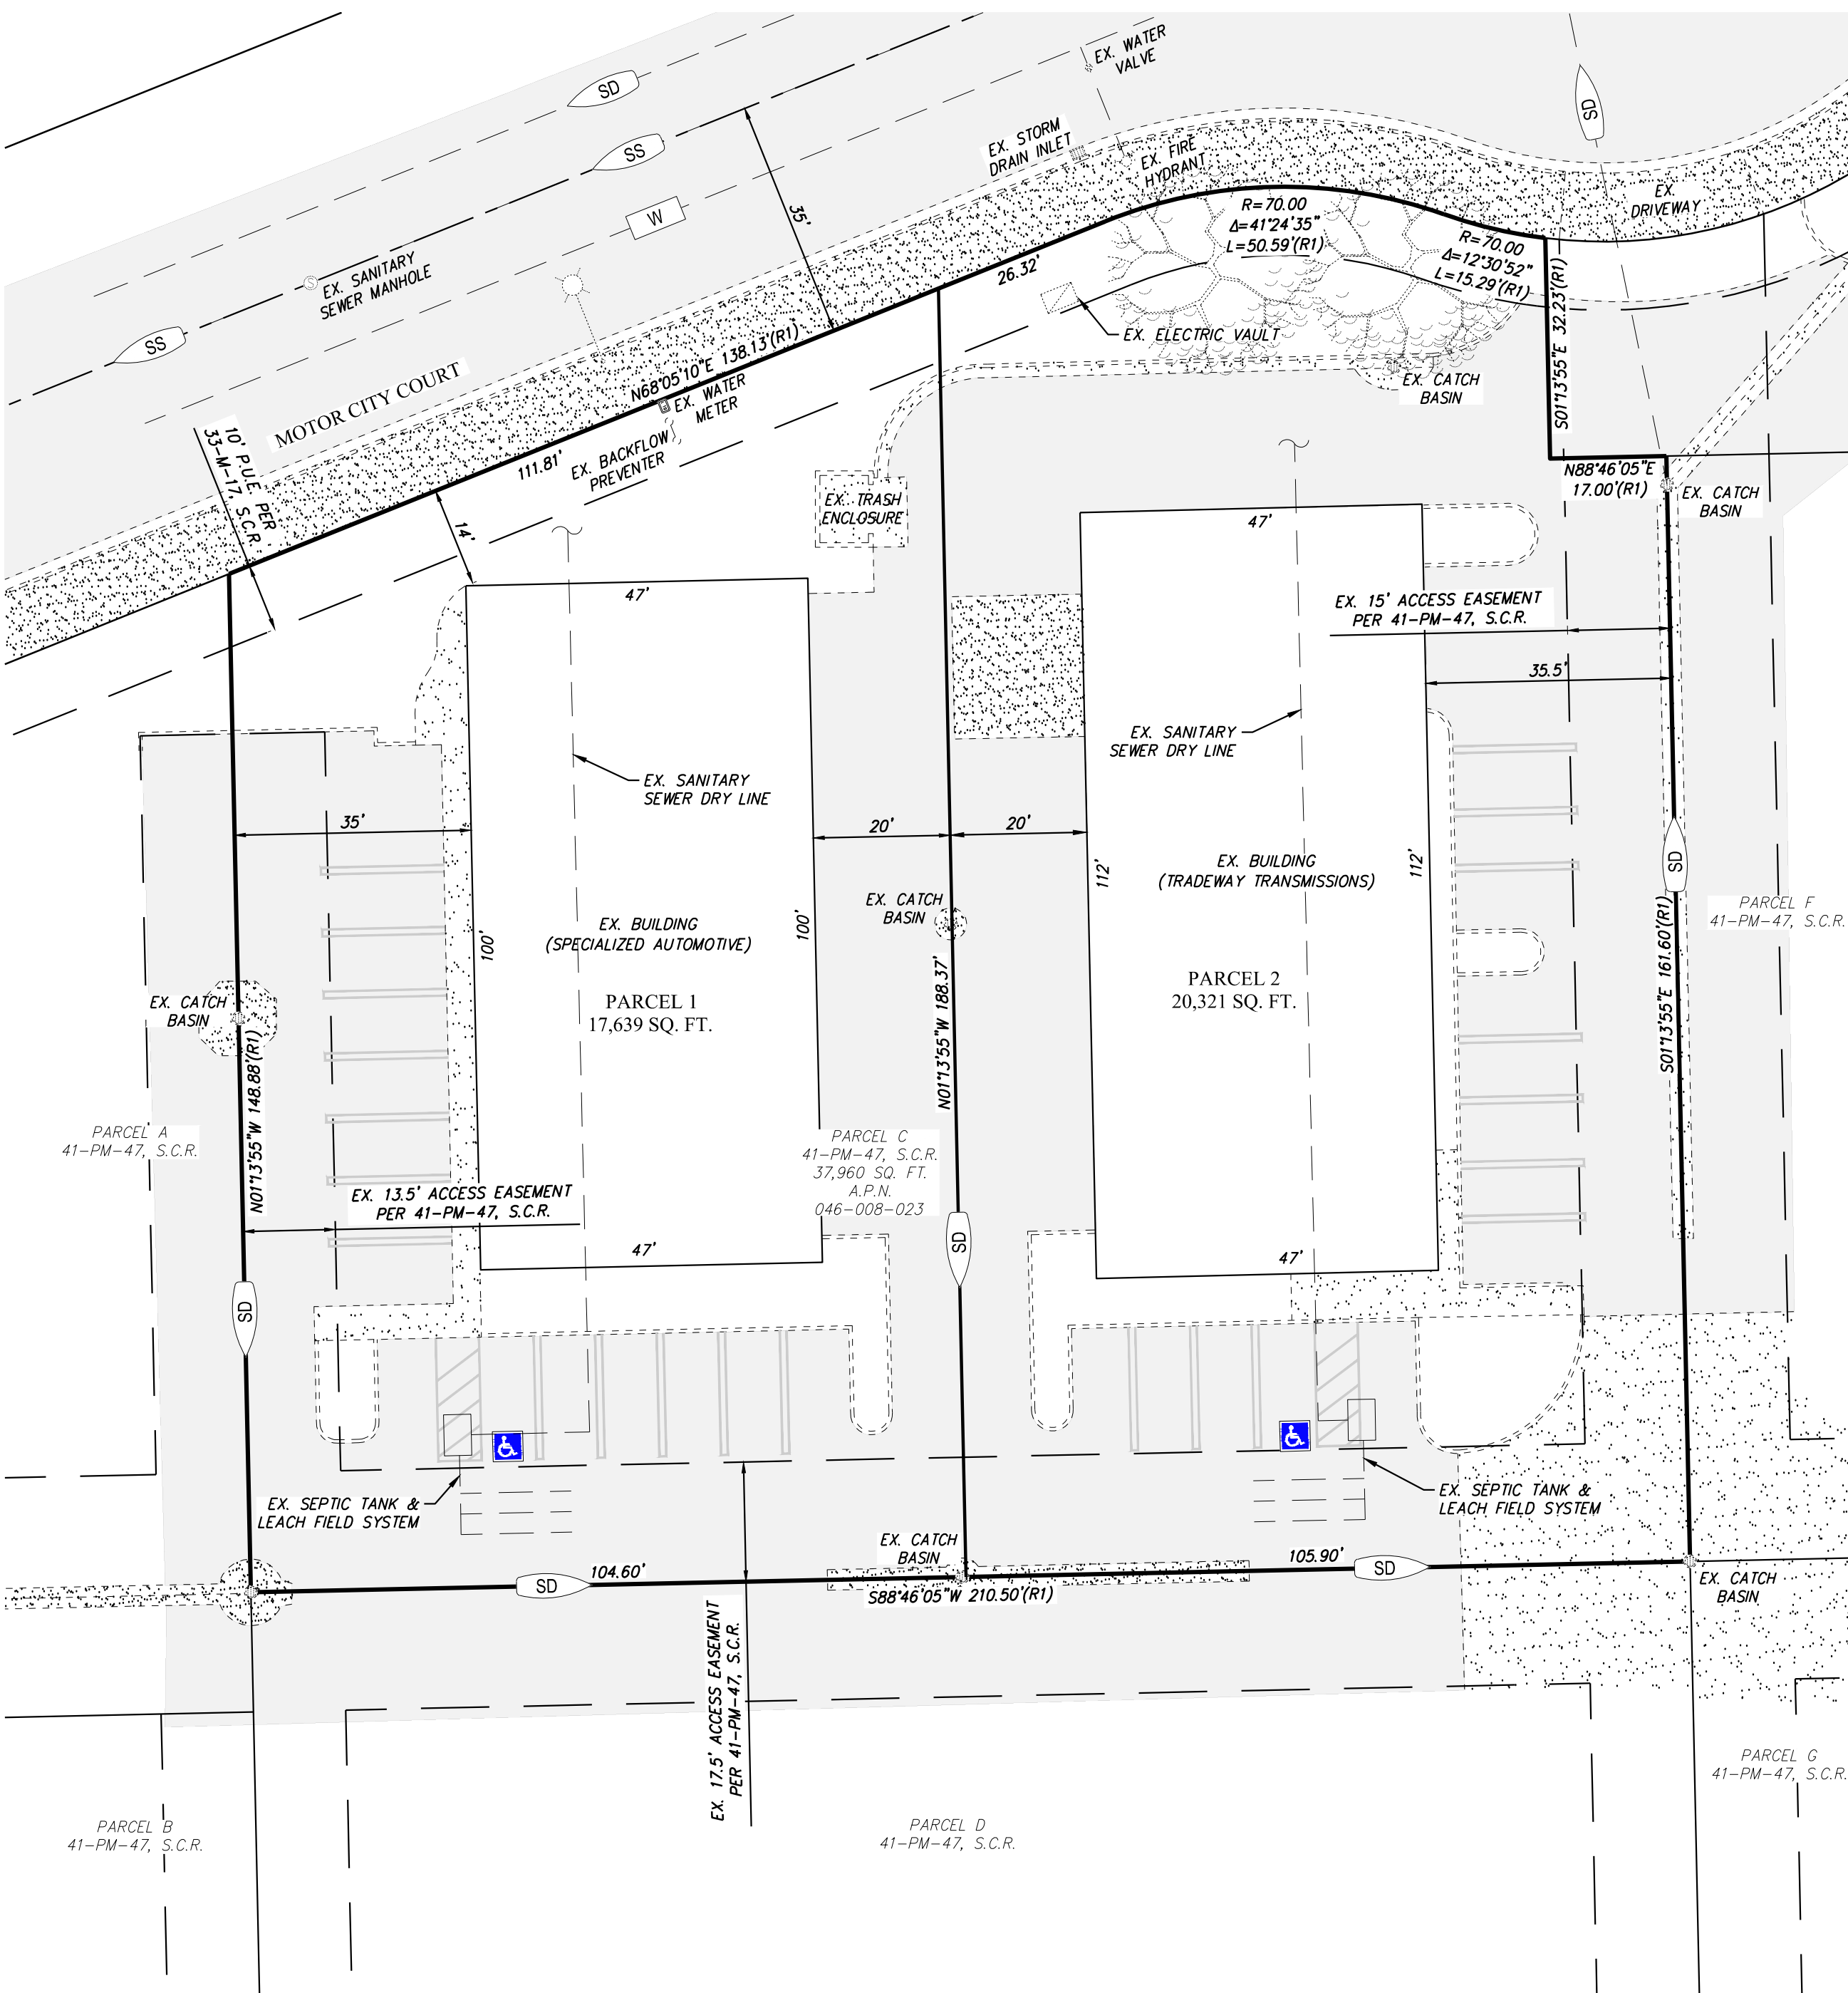 EX. WATER
VALVE
SD
SD
SS
W
35'
EX. STORM
DRAIN INLET
EX. FIRE
HYDRANT
EX.
DRIVEWAY
R=70.00
Δ=41°24'35"
L=50.59'(R1)
R=70.00
Δ=12°30'52"
L=15.29'(R1)
S01°13'55"E 32.23'(R1)
EX. SANITARY
SEWER MANHOLE
SS
26.32'
EX. ELECTRIC VAULT
N68°05'10"E 138.13'(R1)
MOTOR CITY COURT
EX. WATER
METER
EX. CATCH
BASIN
10' P.U.E. PER
33-M-17, S.C.R.
111.81'
EX. BACKFLOW
PREVENTER
N88°46'05"E
17.00'(R1)
EX. CATCH
BASIN
EX. TRASH
ENCLOSURE
14'
47'
47'
EX. 15' ACCESS EASEMENT
PER 41-PM-47, S.C.R.
35.5'
EX. SANITARY
SEWER DRY LINE
EX. SANITARY
SEWER DRY LINE
35'
20'
20'
112'
112'
EX. BUILDING
(TRADEWAY TRANSMISSIONS)
SD
EX. CATCH
BASIN
PARCEL F
41-PM-47, S.C.R.
100'
100'
EX. BUILDING
(SPECIALIZED AUTOMOTIVE)
PARCEL 2
20,321 SQ. FT.
PARCEL 1
17,639 SQ. FT.
EX. CATCH
BASIN
N01°13'55"W 188.37'
S01°13'55"E 161.60'(R1)
N01°13'55"W 148.88'(R1)
PARCEL A
41-PM-47, S.C.R.
PARCEL C
41-PM-47, S.C.R.
37,960 SQ. FT.
A.P.N.
046-008-023
EX. 13.5' ACCESS EASEMENT
PER 41-PM-47, S.C.R.
47'
47'
SD
SD
EX. SEPTIC TANK &
LEACH FIELD SYSTEM
EX. SEPTIC TANK &
LEACH FIELD SYSTEM
EX. CATCH
BASIN
104.60'
105.90'
SD
SD
S88°46'05"W 210.50'(R1)
EX. CATCH
BASIN
EX. 17.5' ACCESS EASEMENT
PER 41-PM-47, S.C.R.
PARCEL G
41-PM-47, S.C.R.
PARCEL B
41-PM-47, S.C.R.
PARCEL D
41-PM-47, S.C.R.